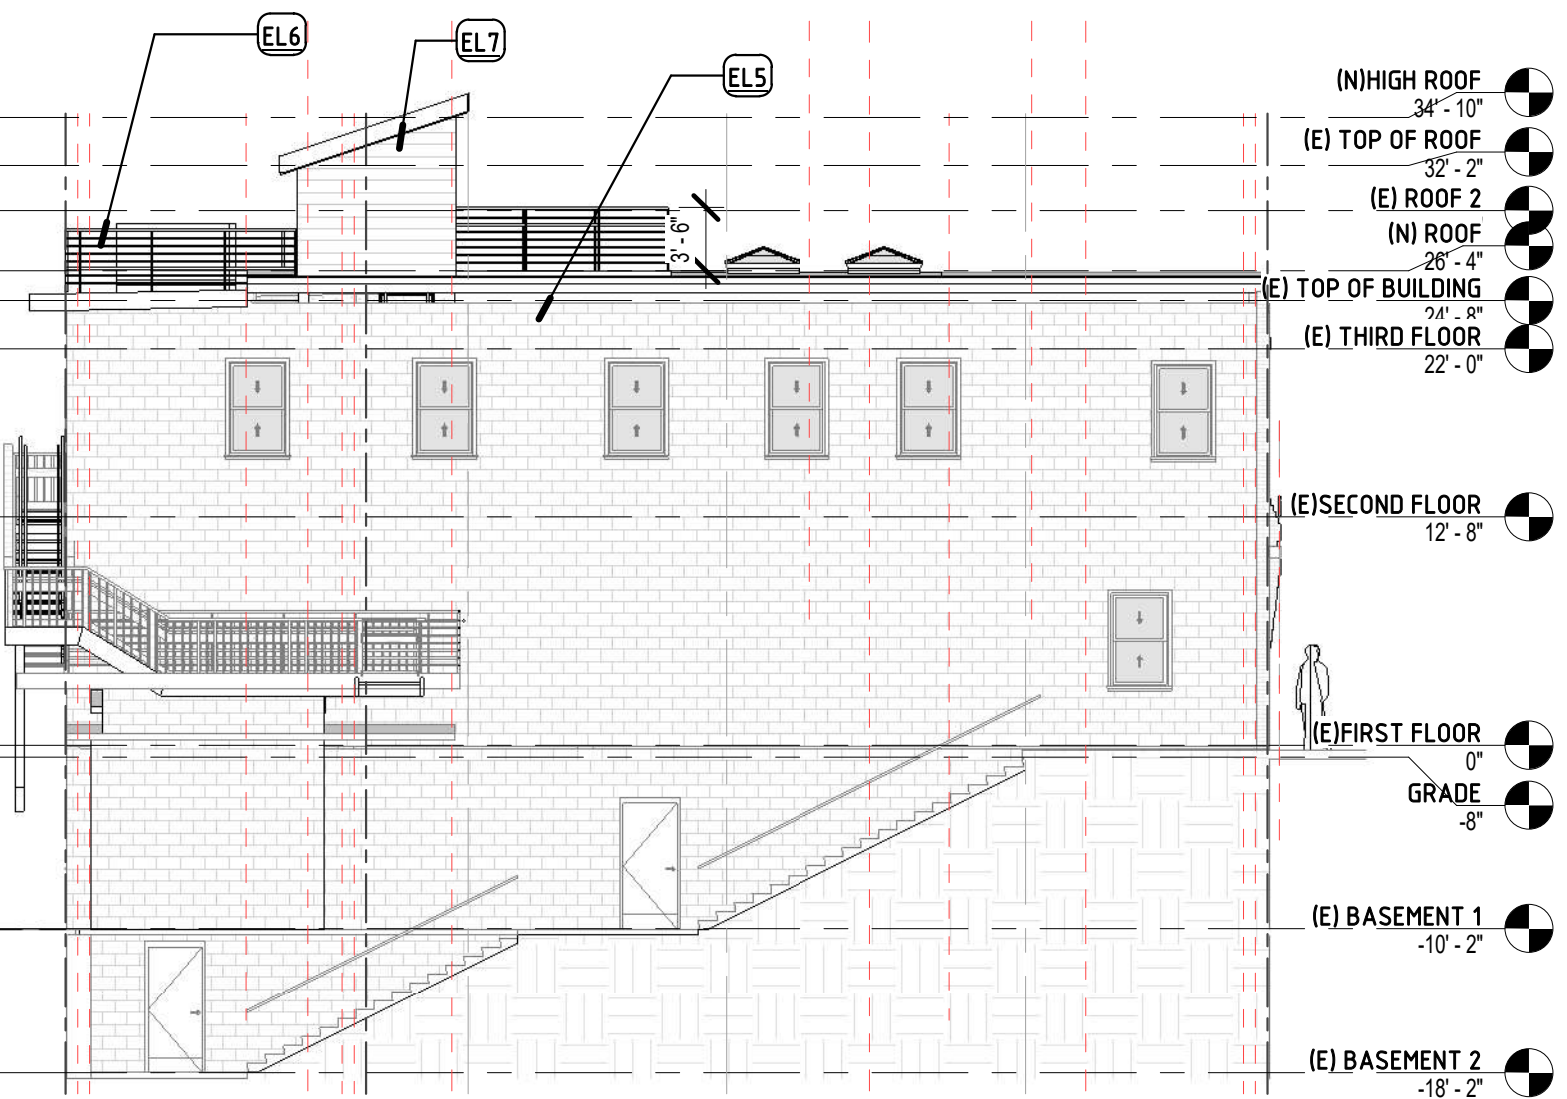 EL6
EL7
EL5
(N)HIGH ROOF
34' - 10"
(E) TOP OF ROOF
32' - 2"
(E) ROOF 2
(N) ROOF
26' - 4"
3' - 6"
(E) TOP OF BUILDING
24' - 8"
(E) THIRD FLOOR
22' - 0"
(E)SECOND FLOOR
12' - 8"
(E)FIRST FLOOR
0"
GRADE
-8"
(E) BASEMENT 1
-10' - 2"
(E) BASEMENT 2
-18' - 2"